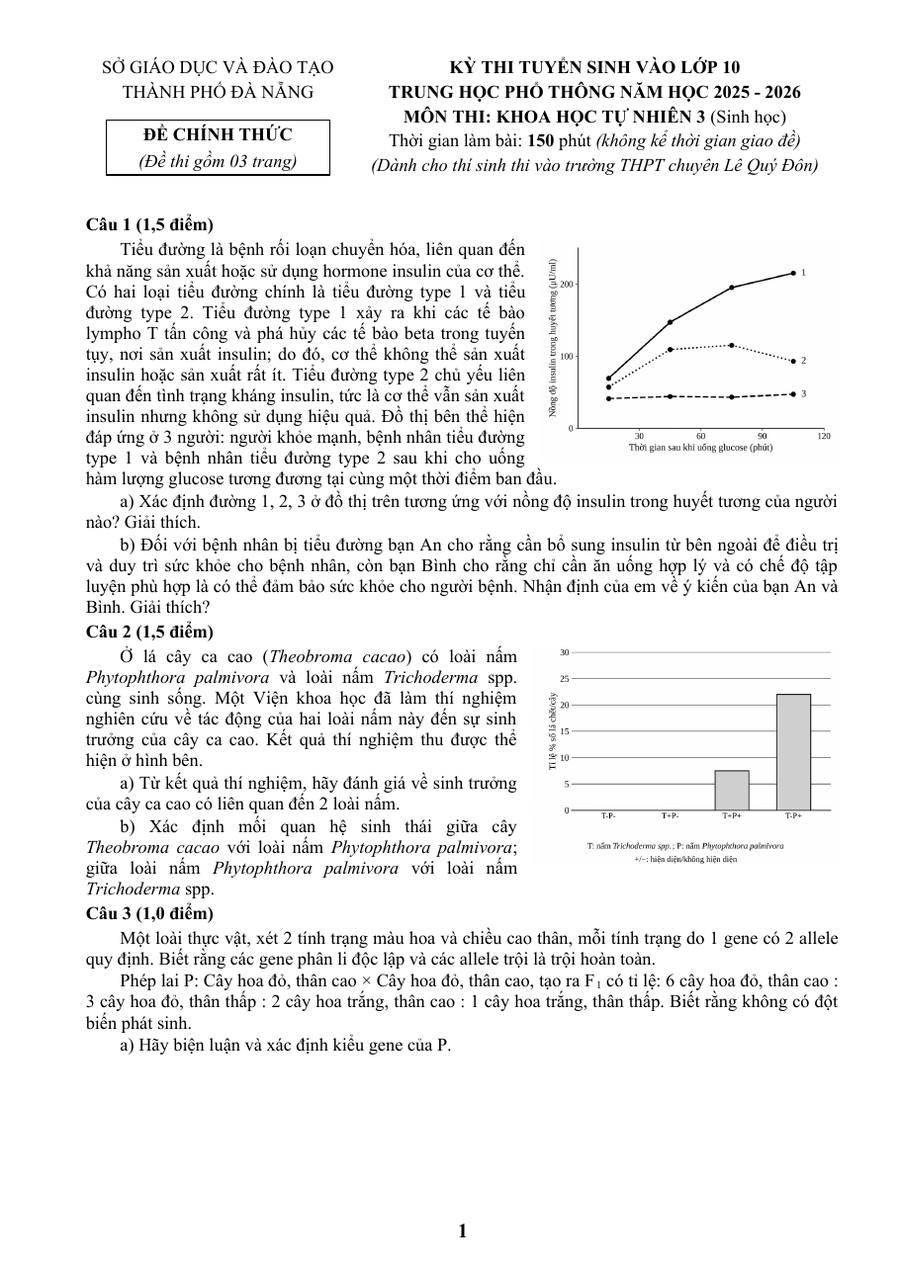 SỞ GIÁO DỤC VÀ ĐÀO TẠO
THÀNH PHỐ ĐÀ NẴNG
ĐỀ CHÍNH THỨC
(Đề thi gồm 03 trang)
KỲ THI TUYỂN SINH VÀO LỚP 10
TRUNG HỌC PHỔ THÔNG NĂM HỌC 2025 - 2026
MÔN THI: KHOA HỌC TỰ NHIÊN 3 (Sinh học)
Thời gian làm bài: 150 phút (không kể thời gian giao đề)
(Dành cho thí sinh thi vào trường THPT chuyên Lê Quý Đôn)
Câu 1 (1,5 điểm)
Tiểu đường là bệnh rối loạn chuyển hóa, liên quan đến
khả năng sản xuất hoặc sử dụng hormone insulin của cơ thể.
Có hai loại tiểu đường chính là tiểu đường type 1 và tiểu
đường type 2. Tiểu đường type 1 xảy ra khi các tế bào
lympho T tấn công và phá hủy các tế bào beta trong tuyến
tụy, nơi sản xuất insulin; do đó, cơ thể không thể sản xuất
insulin hoặc sản xuất rất ít. Tiểu đường type 2 chủ yếu liên
quan đến tình trạng kháng insulin, tức là cơ thể vẫn sản xuất
insulin nhưng không sử dụng hiệu quả. Đồ thị bên thể hiện
đáp ứng ở 3 người: người khỏe mạnh, bệnh nhân tiểu đường
type 1 và bệnh nhân tiểu đường type 2 sau khi cho uống
hàm lượng glucose tương đương tại cùng một thời điểm ban đầu.
Nồng độ insulin trong huyết tương (µU/ml)
200
100
0
1
2
3
30 60 90 120
Thời gian sau khi uống glucose (phút)
a) Xác định đường 1, 2, 3 ở đồ thị trên tương ứng với nồng độ insulin trong huyết tương của người
nào? Giải thích.
b) Đối với bệnh nhân bị tiểu đường bạn An cho rằng cần bổ sung insulin từ bên ngoài để điều trị
và duy trì sức khỏe cho bệnh nhân, còn bạn Bình cho rằng chỉ cần ăn uống hợp lý và có chế độ tập
luyện phù hợp là có thể đảm bảo sức khỏe cho người bệnh. Nhận định của em về ý kiến của bạn An và
Bình. Giải thích?
Câu 2 (1,5 điểm)
Ở lá cây ca cao (Theobroma cacao) có loài nấm
Phytophthora palmivora và loài nấm Trichoderma spp.
cùng sinh sống. Một Viện khoa học đã làm thí nghiệm
nghiên cứu về tác động của hai loài nấm này đến sự sinh
trưởng của cây ca cao. Kết quả thí nghiệm thu được thể
hiện ở hình bên.
a) Từ kết quả thí nghiệm, hãy đánh giá về sinh trưởng
của cây ca cao có liên quan đến 2 loài nấm.
b) Xác định mối quan hệ sinh thái giữa cây
Theobroma cacao với loài nấm Phytophthora palmivora;
giữa loài nấm Phytophthora palmivora với loài nấm
Trichoderma spp.
Tỉ lệ % số lá chết/cây
30
25
20
15
10
5
0
T-P- T+P- T+P+ T-P+
T: nấm Trichoderma spp. ; P: nấm Phytophthora palmivora
+/−: hiện diện/không hiện diện
Câu 3 (1,0 điểm)
Một loài thực vật, xét 2 tính trạng màu hoa và chiều cao thân, mỗi tính trạng do 1 gene có 2 allele
quy định. Biết rằng các gene phân li độc lập và các allele trội là trội hoàn toàn.
Phép lai P: Cây hoa đỏ, thân cao × Cây hoa đỏ, thân cao, tạo ra F1 có tỉ lệ: 6 cây hoa đỏ, thân cao :
3 cây hoa đỏ, thân thấp : 2 cây hoa trắng, thân cao : 1 cây hoa trắng, thân thấp. Biết rằng không có đột
biến phát sinh.
a) Hãy biện luận và xác định kiểu gene của P.
1